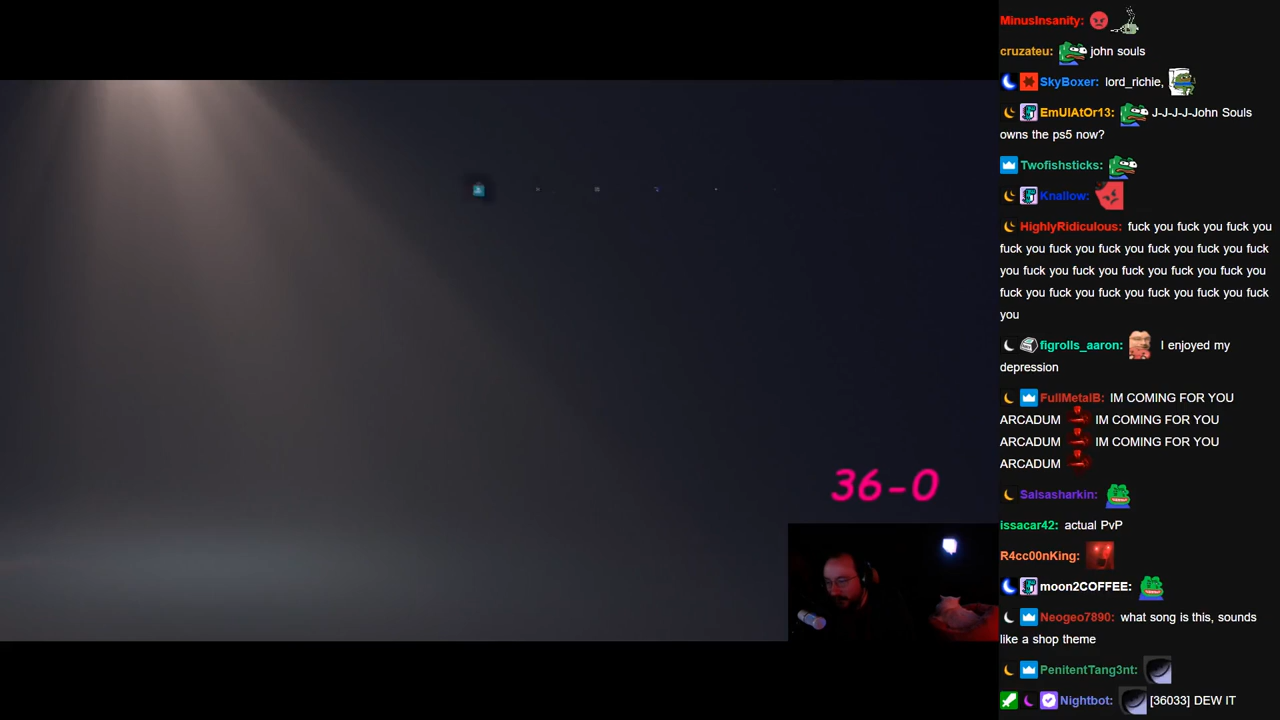 MinusInsanity:
cruzateu: john souls
SkyBoxer: lord_richie,
EmUlAtOr13: J-J-J-J-John Souls
owns the ps5 now?
Twofishsticks:
Knallow:
HighlyRidiculous: fuck you fuck you fuck you
fuck you fuck you fuck you fuck you fuck you fuck
you fuck you fuck you fuck you fuck you fuck you
fuck you fuck you fuck you fuck you fuck you fuck
you
figrolls_aaron: I enjoyed my
depression
FullMetalB: IM COMING FOR YOU
ARCADUM IM COMING FOR YOU
ARCADUM IM COMING FOR YOU
ARCADUM
36-0
Salsasharkin:
issacar42: actual PvP
R4cc00nKing:
moon2COFFEE:
Neogeo7890: what song is this, sounds
like a shop theme
PenitentTang3nt:
Nightbot: [36033] DEW IT